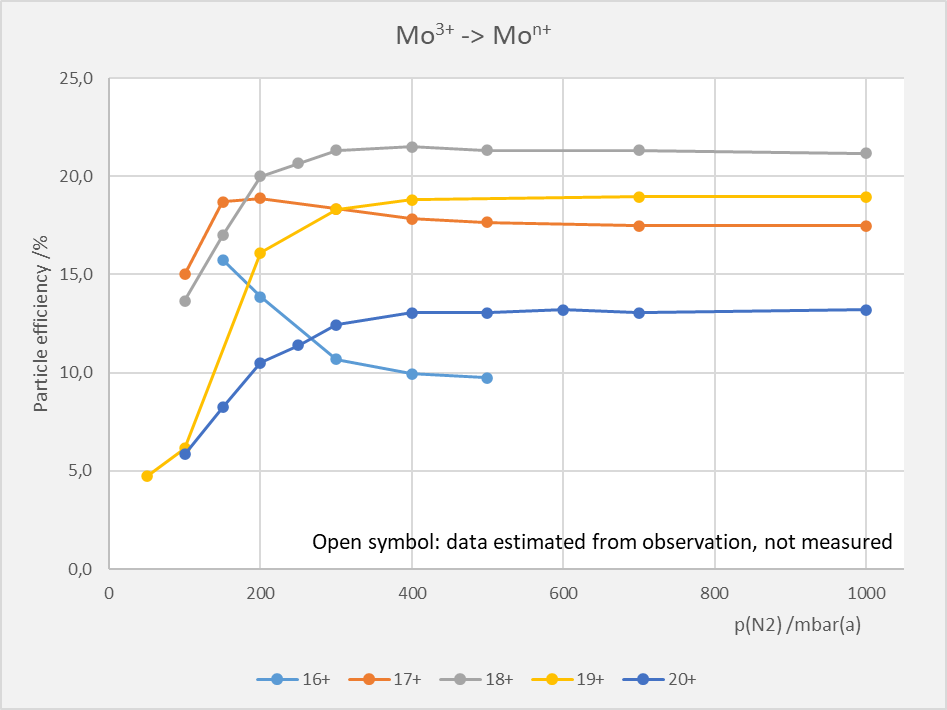 Mo3+ -> Mon+
25,0
20,0
15,0
10,0
5,0
0,0
Particle efficiency /%
Open symbol: data estimated from observation, not measured
0 200 400 600 800 1000
p(N2) /mbar(a)
16+ 17+ 18+ 19+ 20+